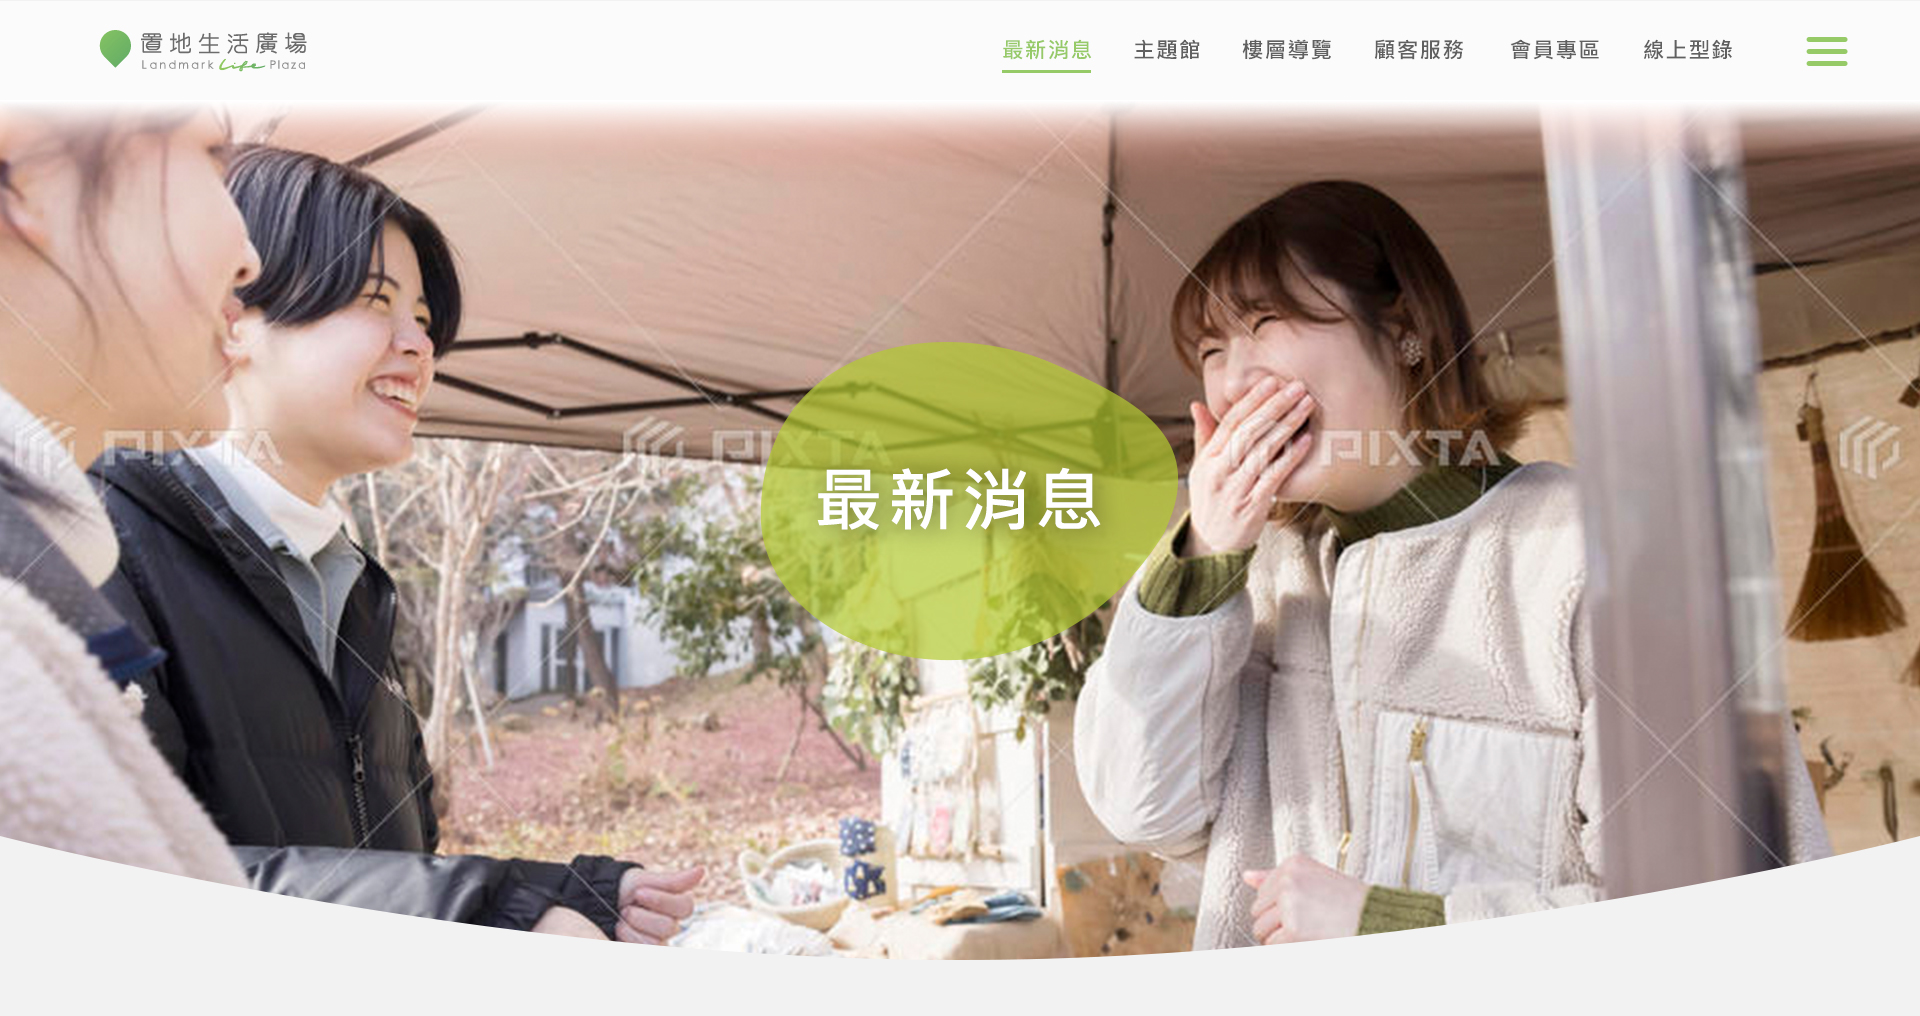 置地生活廣場
Landmark Life Plaza
最新消息
主題館
樓層導覽
顧客服務
會員專區
線上型錄
PIXTA
PIXTA
PIXTA
最新消息